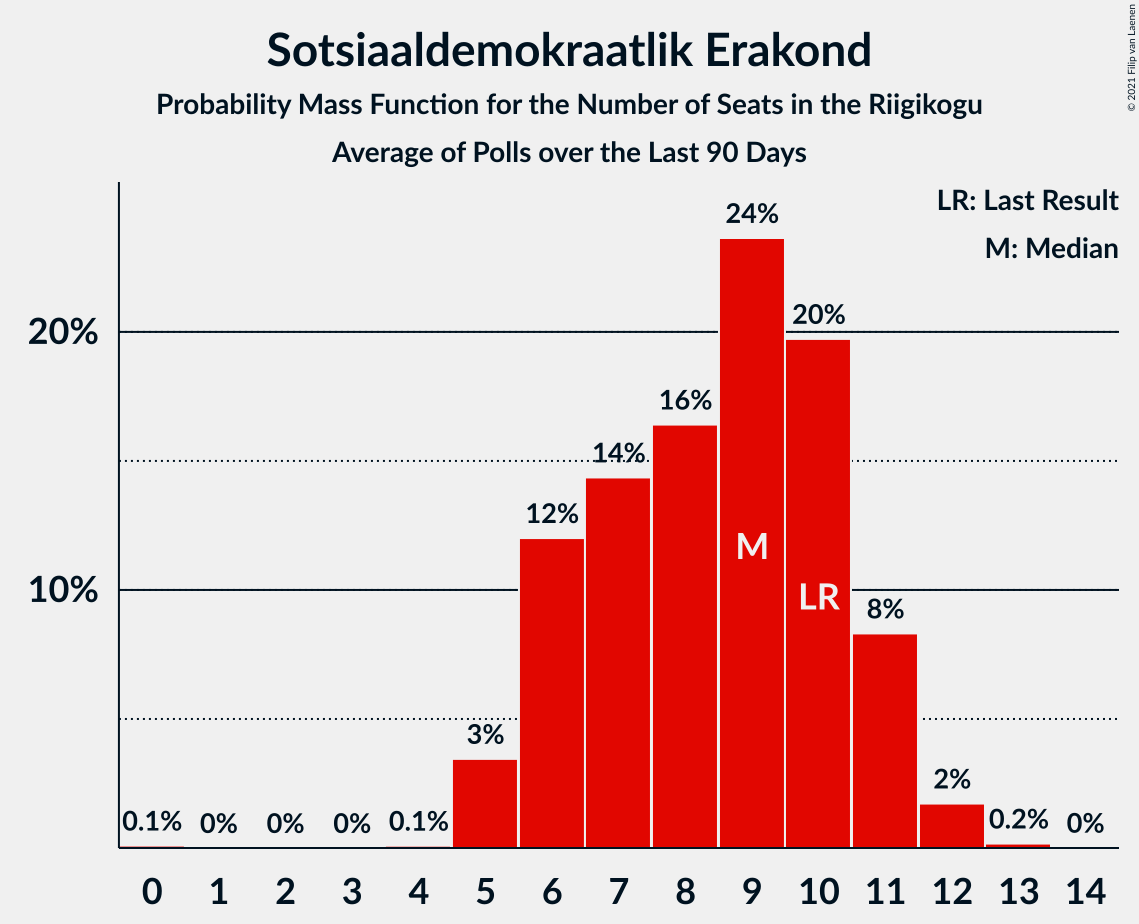 Sotsiaaldemokraatlik Erakond
Probability Mass Function for the Number of Seats in the Riigikogu
Average of Polls over the Last 90 Days
© 2021 Filip van Laenen
LR: Last Result
M: Median
20%
10%
0.1% 0% 0% 0% 0.1% 3% 12% 14% 16% 24% 20% 8% 2% 0.2% 0%
M
LR
0 1 2 3 4 5 6 7 8 9 10 11 12 13 14